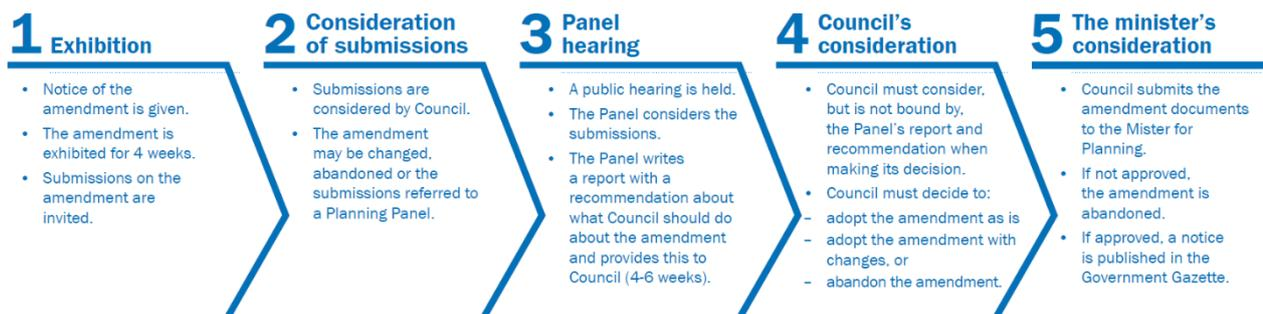 1 Exhibition
• Notice of the
amendment is given.
• The amendment is
exhibited for 4 weeks.
• Submissions on the
amendment are
invited.
2 Consideration
of submissions
• Submissions are
considered by Council.
• The amendment
may be changed,
abandoned or the
submissions referred to
a Planning Panel.
3 Panel
hearing
• A public hearing is held.
• The Panel considers the
submissions.
• The Panel writes
a report with a
recommendation about
what Council should do
about the amendment
and provides this to
Council (4-6 weeks).
4 Council’s
consideration
• Council must consider,
but is not bound by,
the Panel’s report and
recommendation when
making its decision.
• Council must decide to:
– adopt the amendment as is
– adopt the amendment with
changes, or
– abandon the amendment.
5 The minister’s
consideration
• Council submits the
amendment documents
to the Mister for
Planning.
• If not approved,
the amendment is
abandoned.
• If approved, a notice
is published in the
Government Gazette.